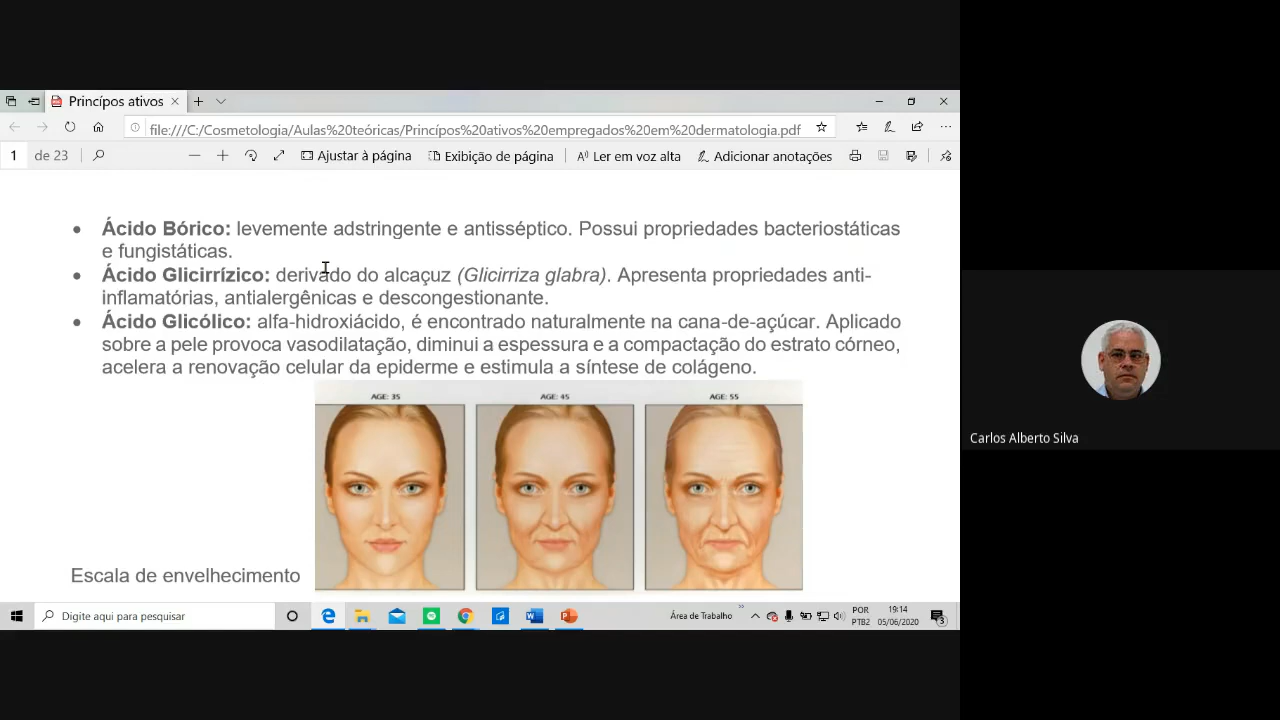 Princípos ativos
file:///C:/Cosmetologia/Aulas%20teóricas/Princípos%20ativos%20empregados%20em%20dermatologia.pdf
1 de 23 Ajustar à página Exibição de página Ler em voz alta Adicionar anotações
• Ácido Bórico: levemente adstringente e antisséptico. Possui propriedades bacteriostáticas
e fungistáticas.
• Ácido Glicirrízico: derivado do alcaçuz (Glicirriza glabra). Apresenta propriedades anti-
inflamatórias, antialergênicas e descongestionante.
• Ácido Glicólico: alfa-hidroxiácido, é encontrado naturalmente na cana-de-açúcar. Aplicado
sobre a pele provoca vasodilatação, diminui a espessura e a compactação do estrato córneo,
acelera a renovação celular da epiderme e estimula a síntese de colágeno.
AGE: 35 AGE: 45 AGE: 55
Carlos Alberto Silva
Escala de envelhecimento
Digite aqui para pesquisar
Área de Trabalho
POR
PTB2
19:14
05/06/2020
3